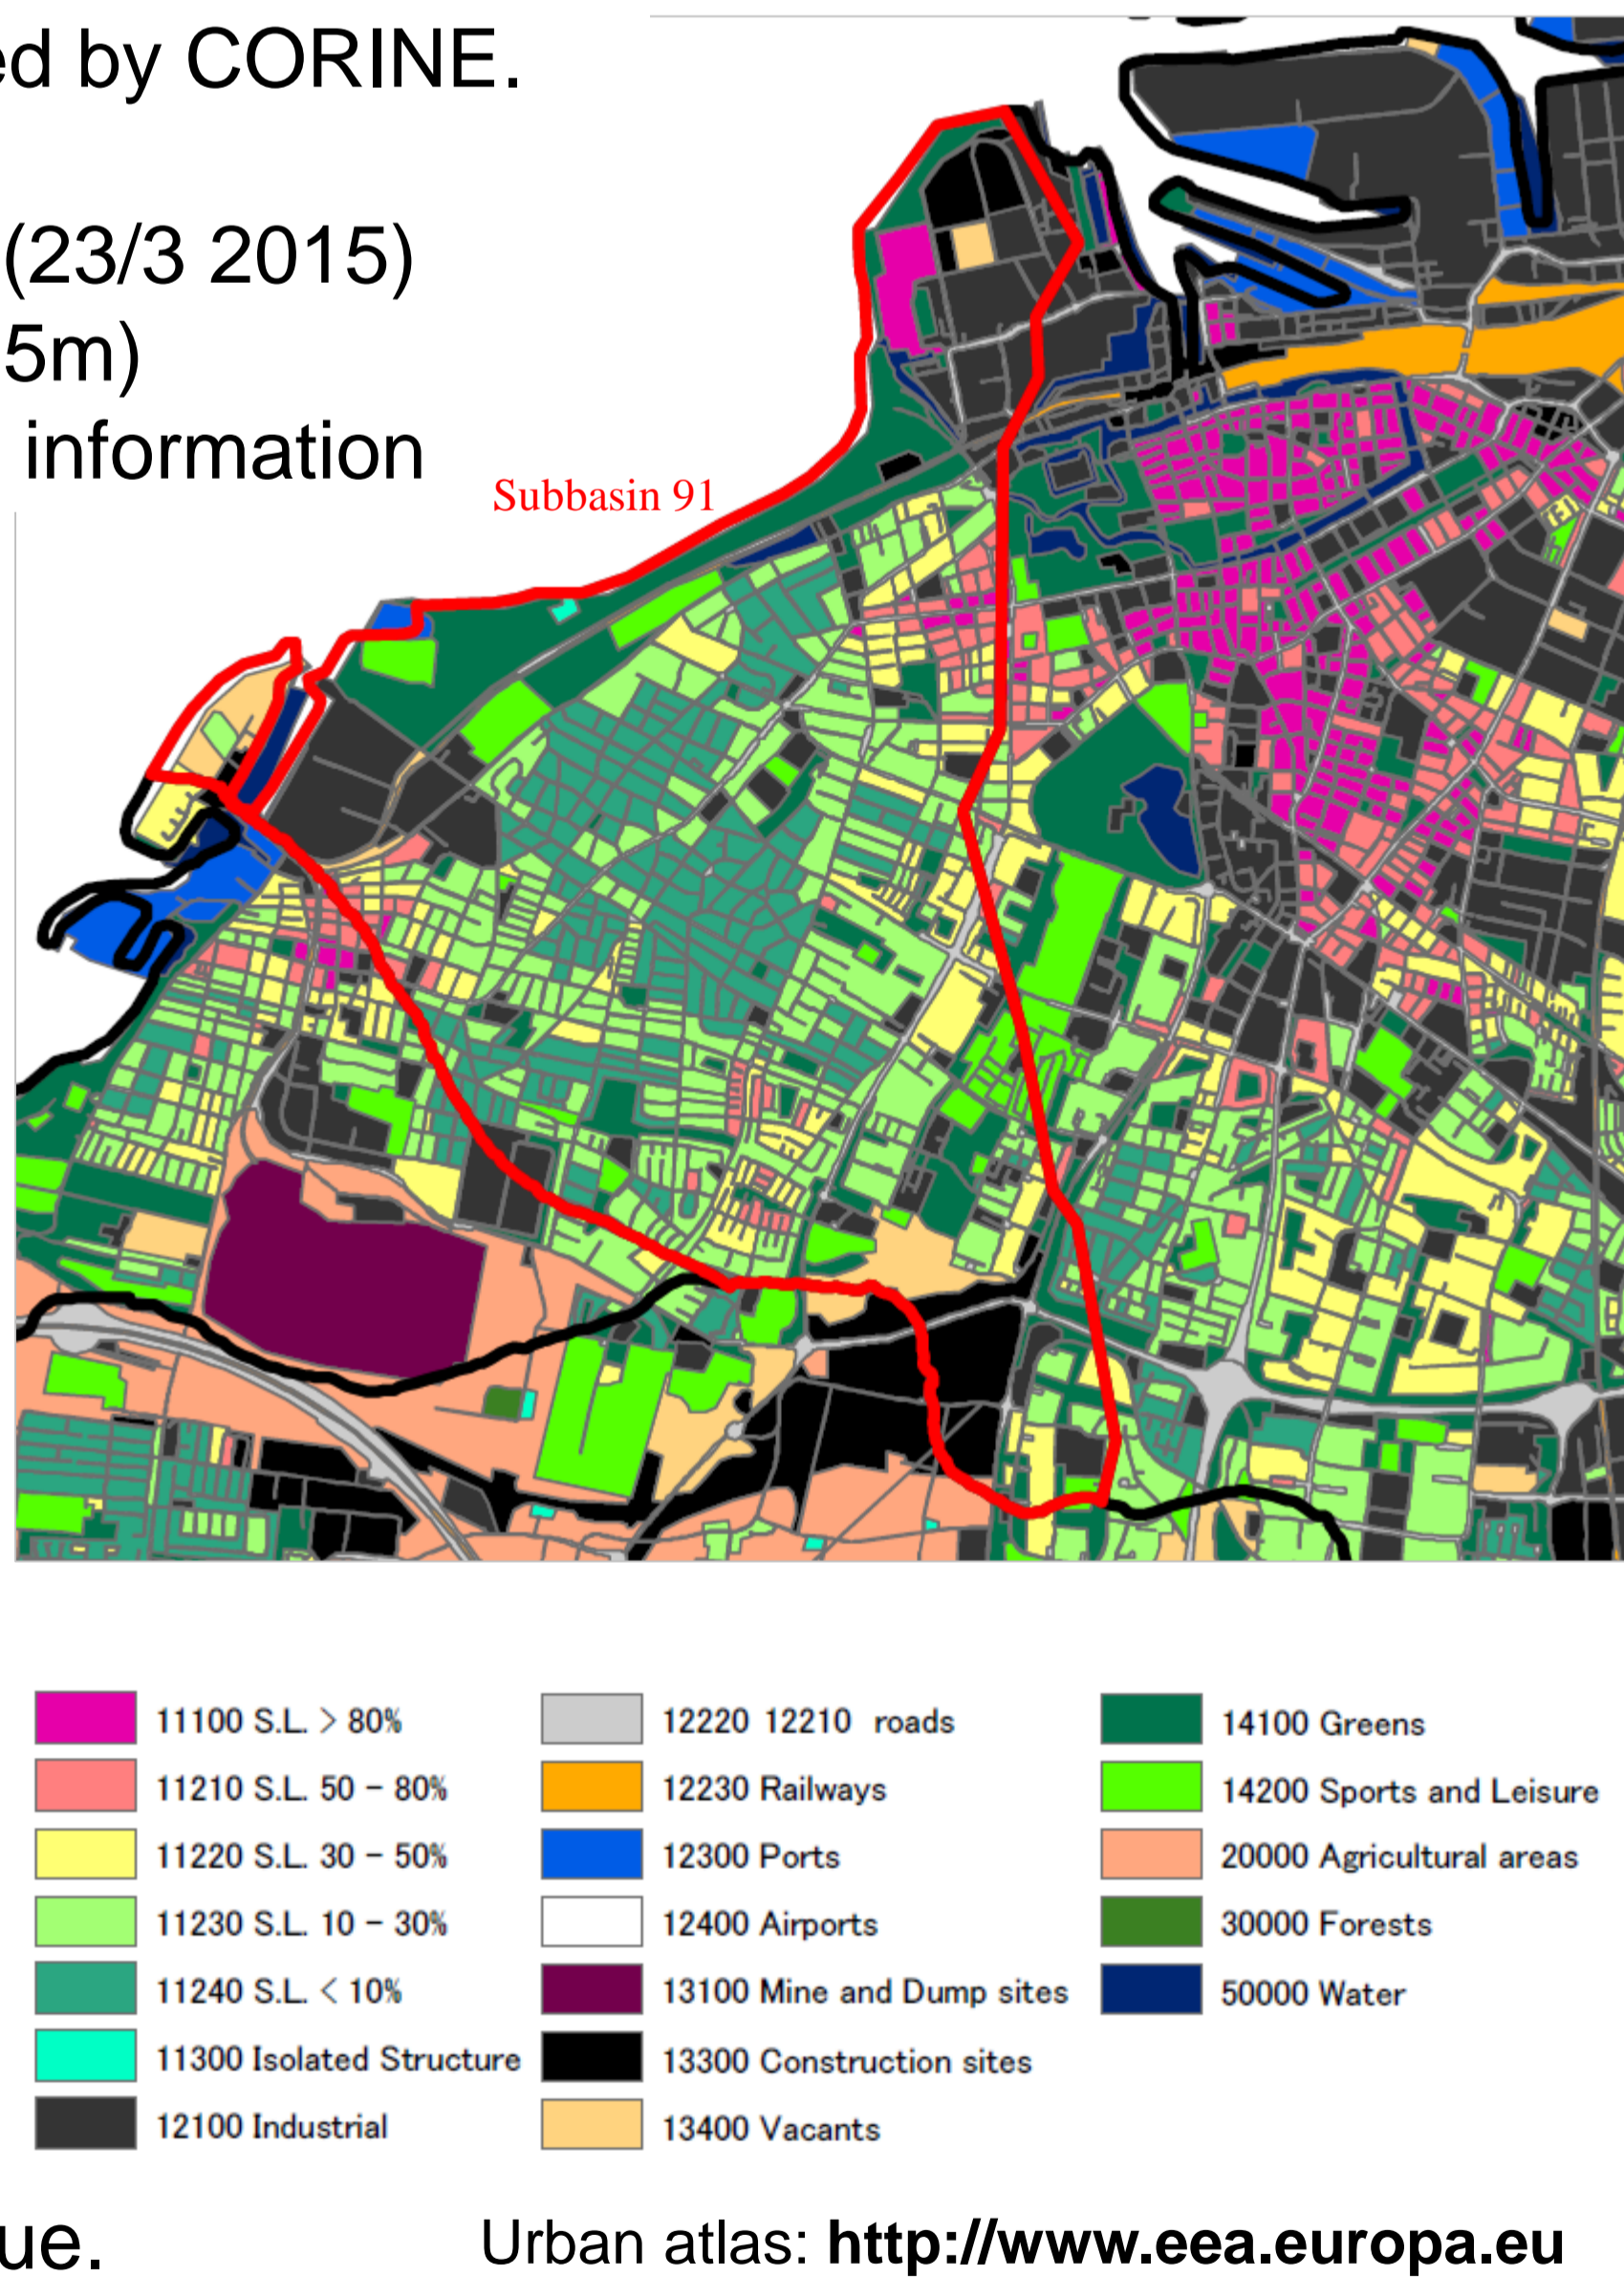 ed by CORINE.
(23/3 2015)
5m)
information
Subbasin 91
11100 S.L. > 80%
11210 S.L. 50 - 80%
11220 S.L. 30 - 50%
11230 S.L. 10 - 30%
11240 S.L. < 10%
11300 Isolated Structure
12100 Industrial
12220 12210 roads
12230 Railways
12300 Ports
12400 Airports
13100 Mine and Dump sites
13300 Construction sites
13400 Vacants
14100 Greens
14200 Sports and Leisure
20000 Agricultural areas
30000 Forests
50000 Water
ue.
Urban atlas: http://www.eea.europa.eu